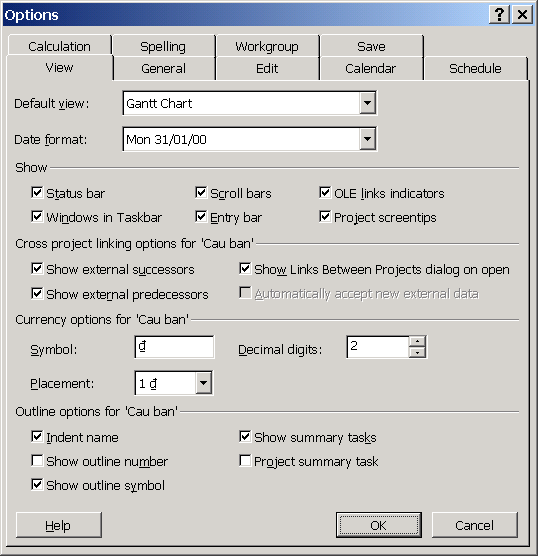 Options
Calculation Spelling Workgroup Save
View General Edit Calendar Schedule
Default view: Gantt Chart
Date format: Mon 31/01/00
Show
Status bar Scroll bars OLE links indicators
Windows in Taskbar Entry bar Project screentips
Cross project linking options for 'Cau ban'
Show external successors Show Links Between Projects dialog on open
Show external predecessors Automatically accept new external data
Currency options for 'Cau ban'
Symbol: ₫ Decimal digits: 2
Placement: 1 ₫
Outline options for 'Cau ban'
Indent name Show summary tasks
Show outline number Project summary task
Show outline symbol
Help OK Cancel